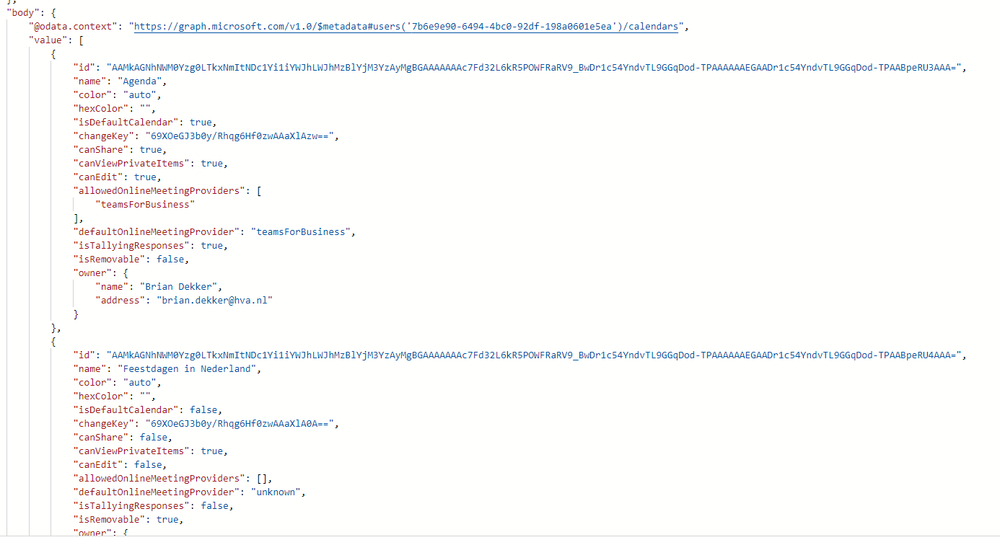 },
"body": {
"@odata.context": "https://graph.microsoft.com/v1.0/$metadata#users('7b6e9e90-6494-4bc0-92df-198a0601e5ea')/calendars",
"value": [
{
"id": "AAMkAGNhNWM0Yzg0LTkxNmItNDc1Yi1iYWJhLWJhMzBlYjM3YzAyMgBGAAAAAAAc7Fd32L6kR5POWFRaRV9_BwDr1c54YndvTL9GGqDod-TPAAAAAAEGAADr1c54YndvTL9GGqDod-TPAABpeRU3AAA=",
"name": "Agenda",
"color": "auto",
"hexColor": "",
"isDefaultCalendar": true,
"changeKey": "69XOeGJ3b0y/Rhqg6Hf0zwAAaXlAzw==",
"canShare": true,
"canViewPrivateItems": true,
"canEdit": true,
"allowedOnlineMeetingProviders": [
"teamsForBusiness"
],
"defaultOnlineMeetingProvider": "teamsForBusiness",
"isTallyingResponses": true,
"isRemovable": false,
"owner": {
"name": "Brian Dekker",
"address": "brian.dekker@hva.nl"
}
},
{
"id": "AAMkAGNhNWM0Yzg0LTkxNmItNDc1Yi1iYWJhLWJhMzBlYjM3YzAyMgBGAAAAAAAc7Fd32L6kR5POWFRaRV9_BwDr1c54YndvTL9GGqDod-TPAAAAAAEGAADr1c54YndvTL9GGqDod-TPAABpeRU4AAA=",
"name": "Feestdagen in Nederland",
"color": "auto",
"hexColor": "",
"isDefaultCalendar": false,
"changeKey": "69XOeGJ3b0y/Rhqg6Hf0zwAAaXlA0A==",
"canShare": false,
"canViewPrivateItems": true,
"canEdit": false,
"allowedOnlineMeetingProviders": [],
"defaultOnlineMeetingProvider": "unknown",
"isTallyingResponses": false,
"isRemovable": true,
"owner": {